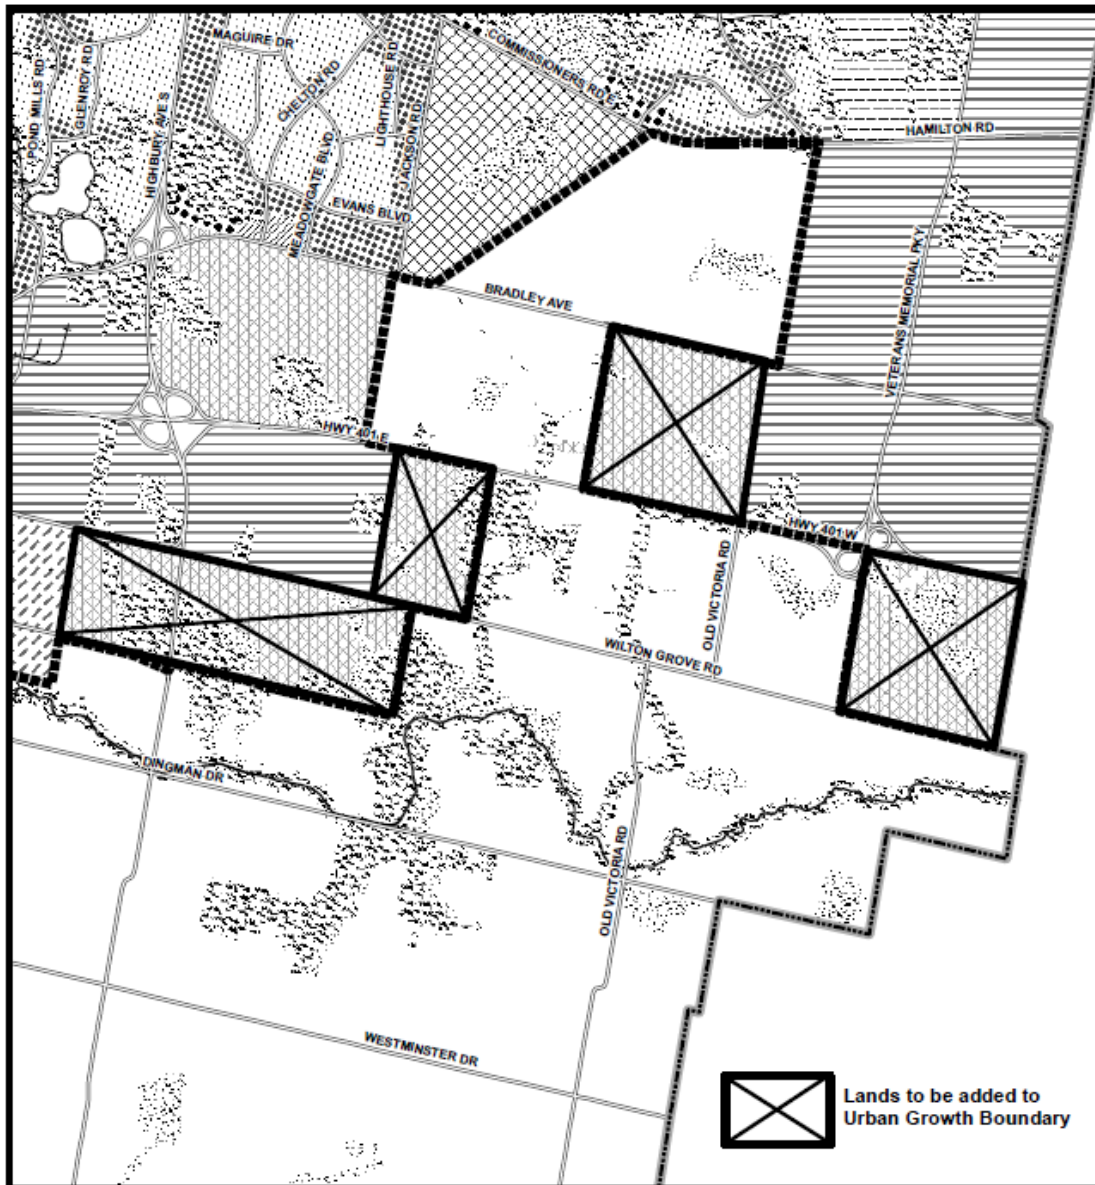 MAGUIRE DR
COMMISSIONERS RD E
POND MILLS RD
GLENROY RD
HIGHBURY AVE S
CHELTON RD
LIGHTHOUSE RD
JACKSON RD
HAMILTON RD
MEADOWGATE BLVD
EVANS BLVD
VETERANS MEMORIAL PKY
BRADLEY AVE
HWY 401 E
HWY 401 W
OLD VICTORIA RD
WILTON GROVE RD
DINGMAN DR
OLD VICTORIA RD
WESTMINSTER DR
Lands to be added to
Urban Growth Boundary